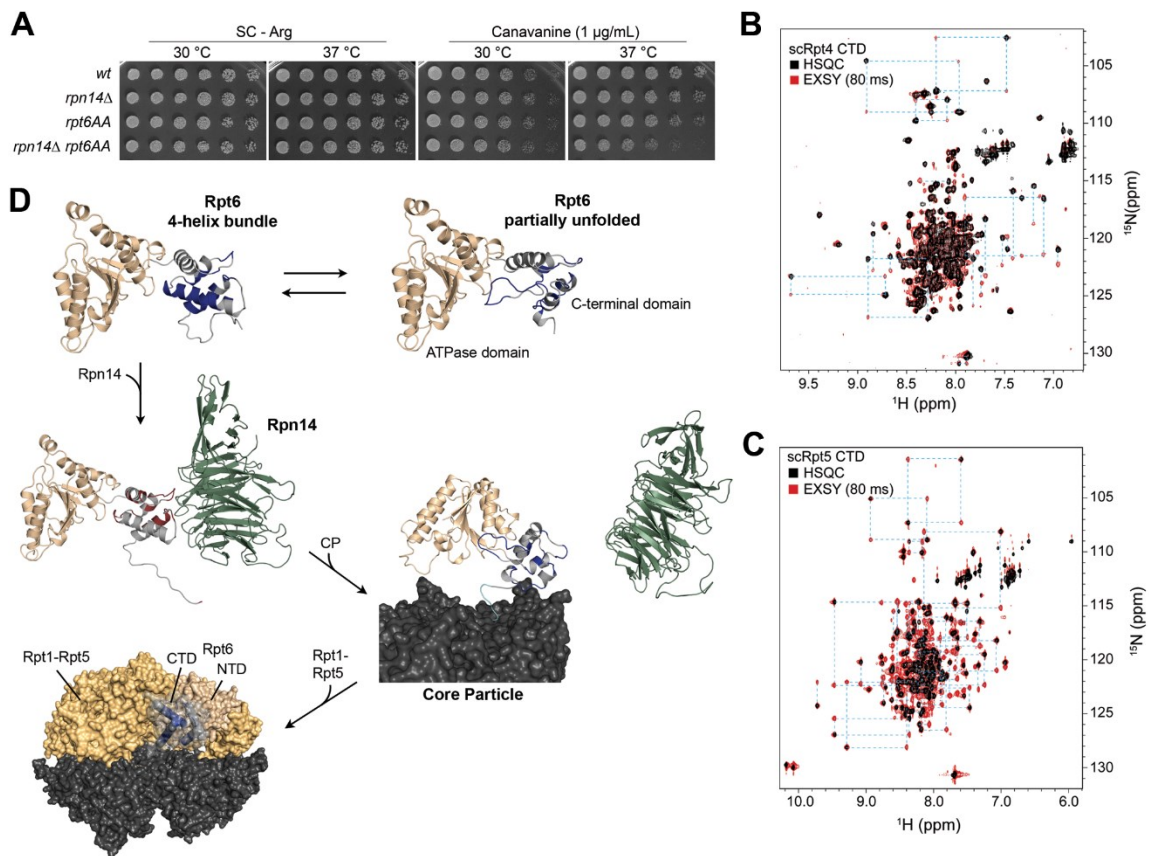 A
SC - Arg
Canavanine (1 µg/mL)
30 °C
37 °C
30 °C
37 °C
wt
rpn14Δ
rpt6AA
rpn14Δ rpt6AA
B
scRpt4 CTD
HSQC
EXSY (80 ms)
105
110
115
120
125
130
¹⁵N(ppm)
9.5
9.0
8.5
8.0
7.5
7.0
¹H (ppm)
C
scRpt5 CTD
HSQC
EXSY (80 ms)
105
110
115
120
125
130
¹⁵N (ppm)
10.0
9.0
8.0
7.0
6.0
¹H (ppm)
D
Rpt6
4-helix bundle
Rpt6
partially unfolded
C-terminal domain
ATPase domain
Rpn14
Rpn14
CP
Core Particle
Rpt1-
Rpt5
Rpt1-Rpt5
CTD
Rpt6
NTD